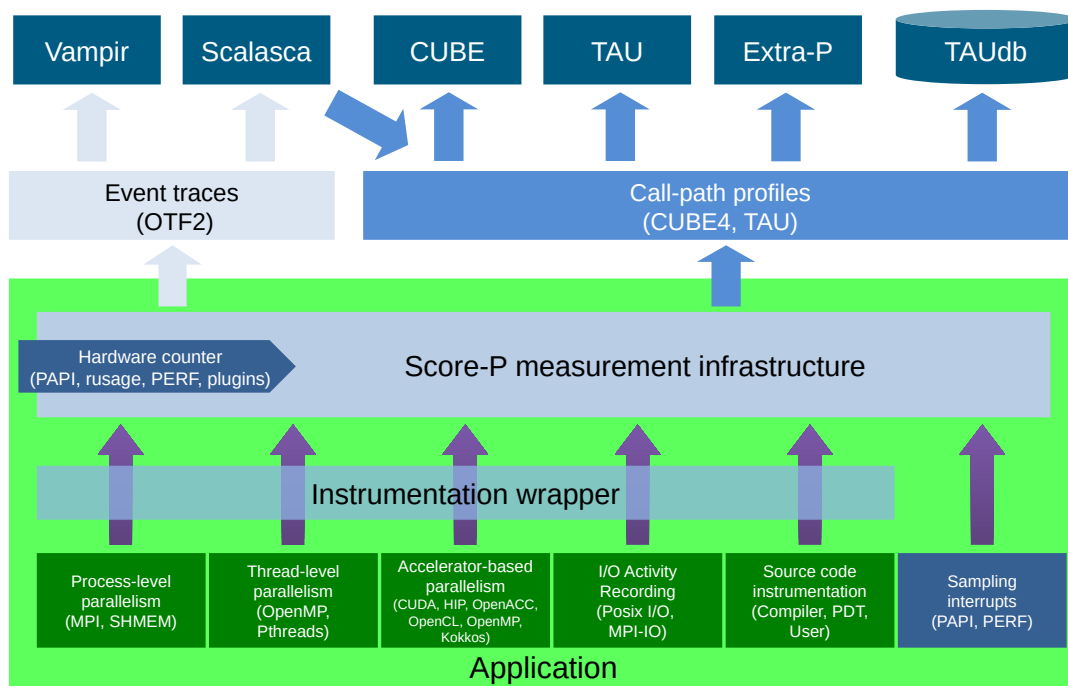 Vampir
Scalasca
CUBE
TAU
Extra-P
TAUdb
Event traces
(OTF2)
Call-path profiles
(CUBE4, TAU)
Hardware counter
(PAPI, rusage, PERF, plugins)
Score-P measurement infrastructure
Instrumentation wrapper
Process-level
parallelism
(MPI, SHMEM)
Thread-level
parallelism
(OpenMP,
Pthreads)
Accelerator-based
parallelism
(CUDA, HIP, OpenACC,
OpenCL, OpenMP,
Kokkos)
I/O Activity
Recording
(Posix I/O,
MPI-IO)
Source code
instrumentation
(Compiler, PDT,
User)
Sampling
interrupts
(PAPI, PERF)
Application